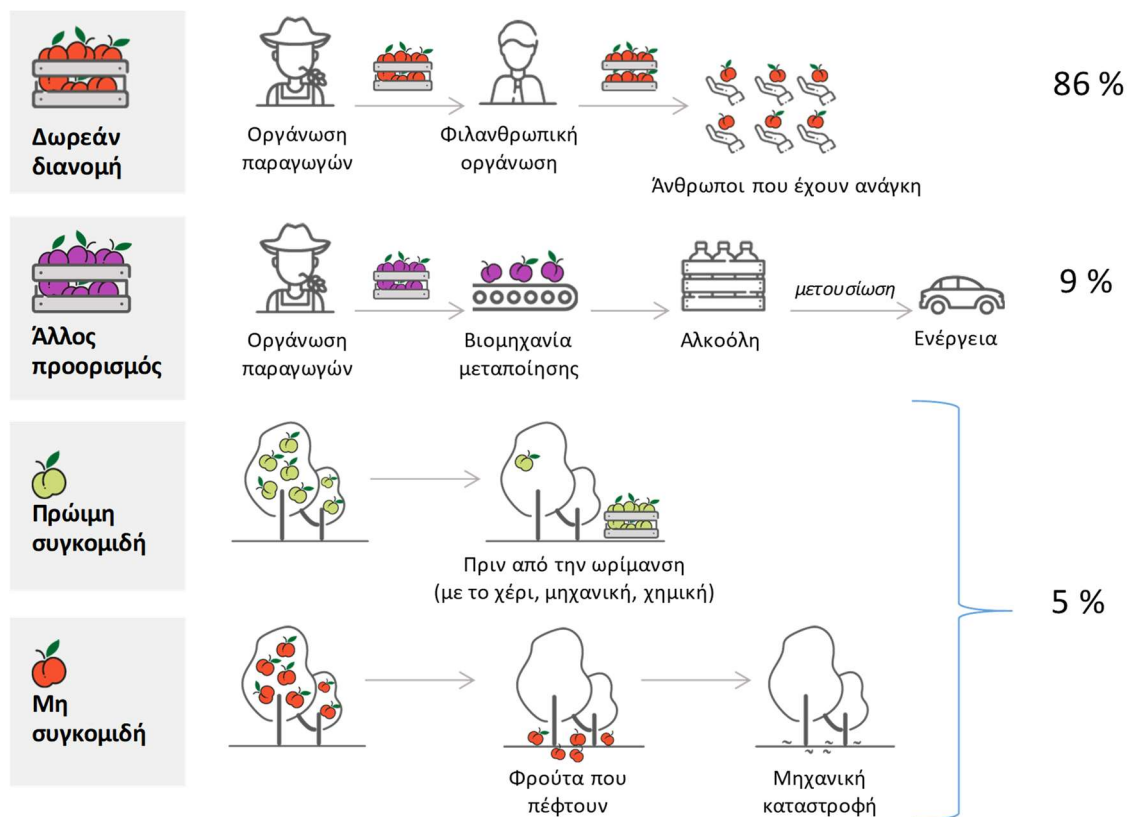 Δωρεάν
διανομή
Οργάνωση
παραγωγών
Φιλανθρωπική
οργάνωση
Άνθρωποι που έχουν ανάγκη
86 %
Άλλος
προορισμός
Οργάνωση
παραγωγών
Βιομηχανία
μεταποίησης
Αλκοόλη
μετουσίωση
Ενέργεια
9 %
Πρώιμη
συγκομιδή
Πριν από την ωρίμανση
(με το χέρι, μηχανική, χημική)
5 %
Μη
συγκομιδή
Φρούτα που
πέφτουν
Μηχανική
καταστροφή